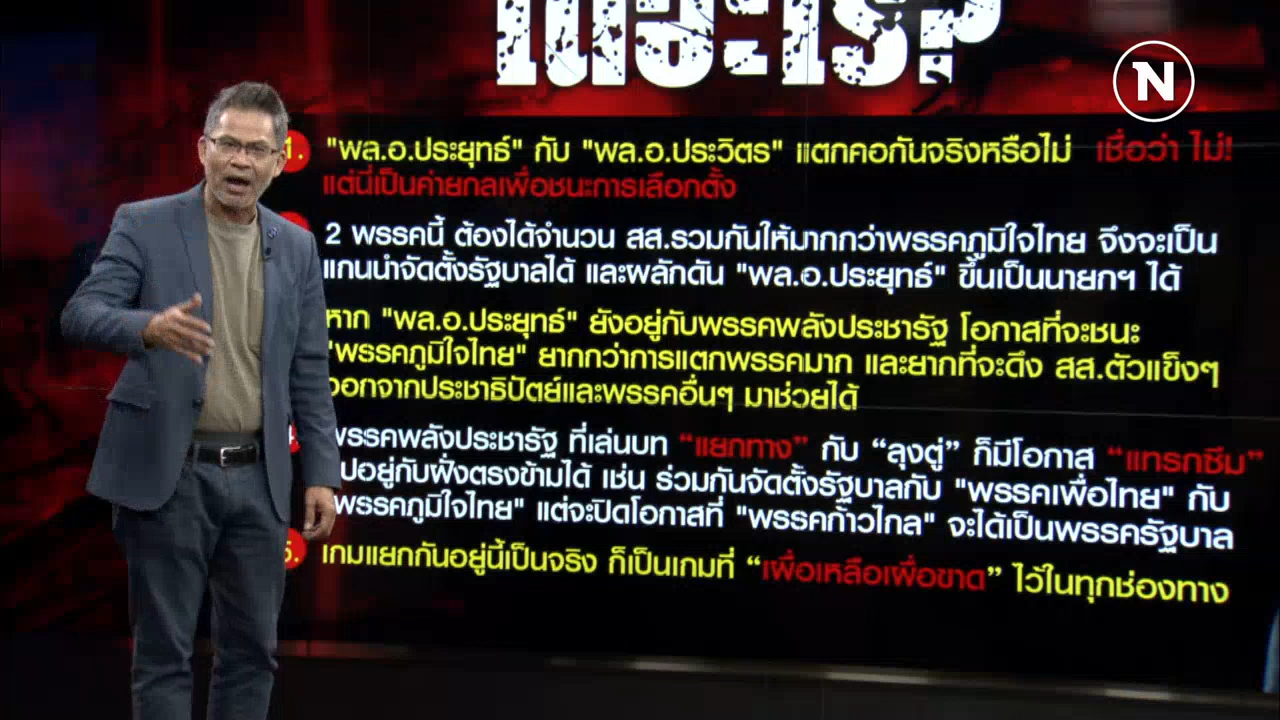 N
1. "พล.อ.ประยุทธ์" กับ "พล.อ.ประวิตร" แตกคอกันจริงหรือไม่ เชื่อว่า ไม่!
แต่นี่เป็นค่ายกลเพื่อชนะการเลือกตั้ง
2 พรรคนี้ ต้องได้จำนวน สส.รวมกันให้มากกว่าพรรคภูมิใจไทย จึงจะเป็น
แกนนำจัดตั้งรัฐบาลได้ และผลักดัน "พล.อ.ประยุทธ์" ขึ้นเป็นนายกฯ ได้
หาก "พล.อ.ประยุทธ์" ยังอยู่กับพรรคพลังประชารัฐ โอกาสที่จะชนะ
"พรรคภูมิใจไทย" ยากกว่าการแตกพรรคมาก และยากที่จะดึง สส.ตัวแข็งๆ
ออกจากประชาธิปัตย์และพรรคอื่นๆ มาช่วยได้
พรรคพลังประชารัฐ ที่เล่นบท “แยกทาง” กับ “ลุงตู่” ก็มีโอกาส “แทรกซึม”
ไปอยู่กับฝั่งตรงข้ามได้ เช่น ร่วมกันจัดตั้งรัฐบาลกับ "พรรคเพื่อไทย" กับ
"พรรคภูมิใจไทย" แต่จะปิดโอกาสที่ "พรรคก้าวไกล" จะได้เป็นพรรครัฐบาล
5. เกมแยกกันอยู่นี้เป็นจริง ก็เป็นเกมที่ “เผื่อเหลือเผื่อขาด” ไว้ในทุกช่องทาง